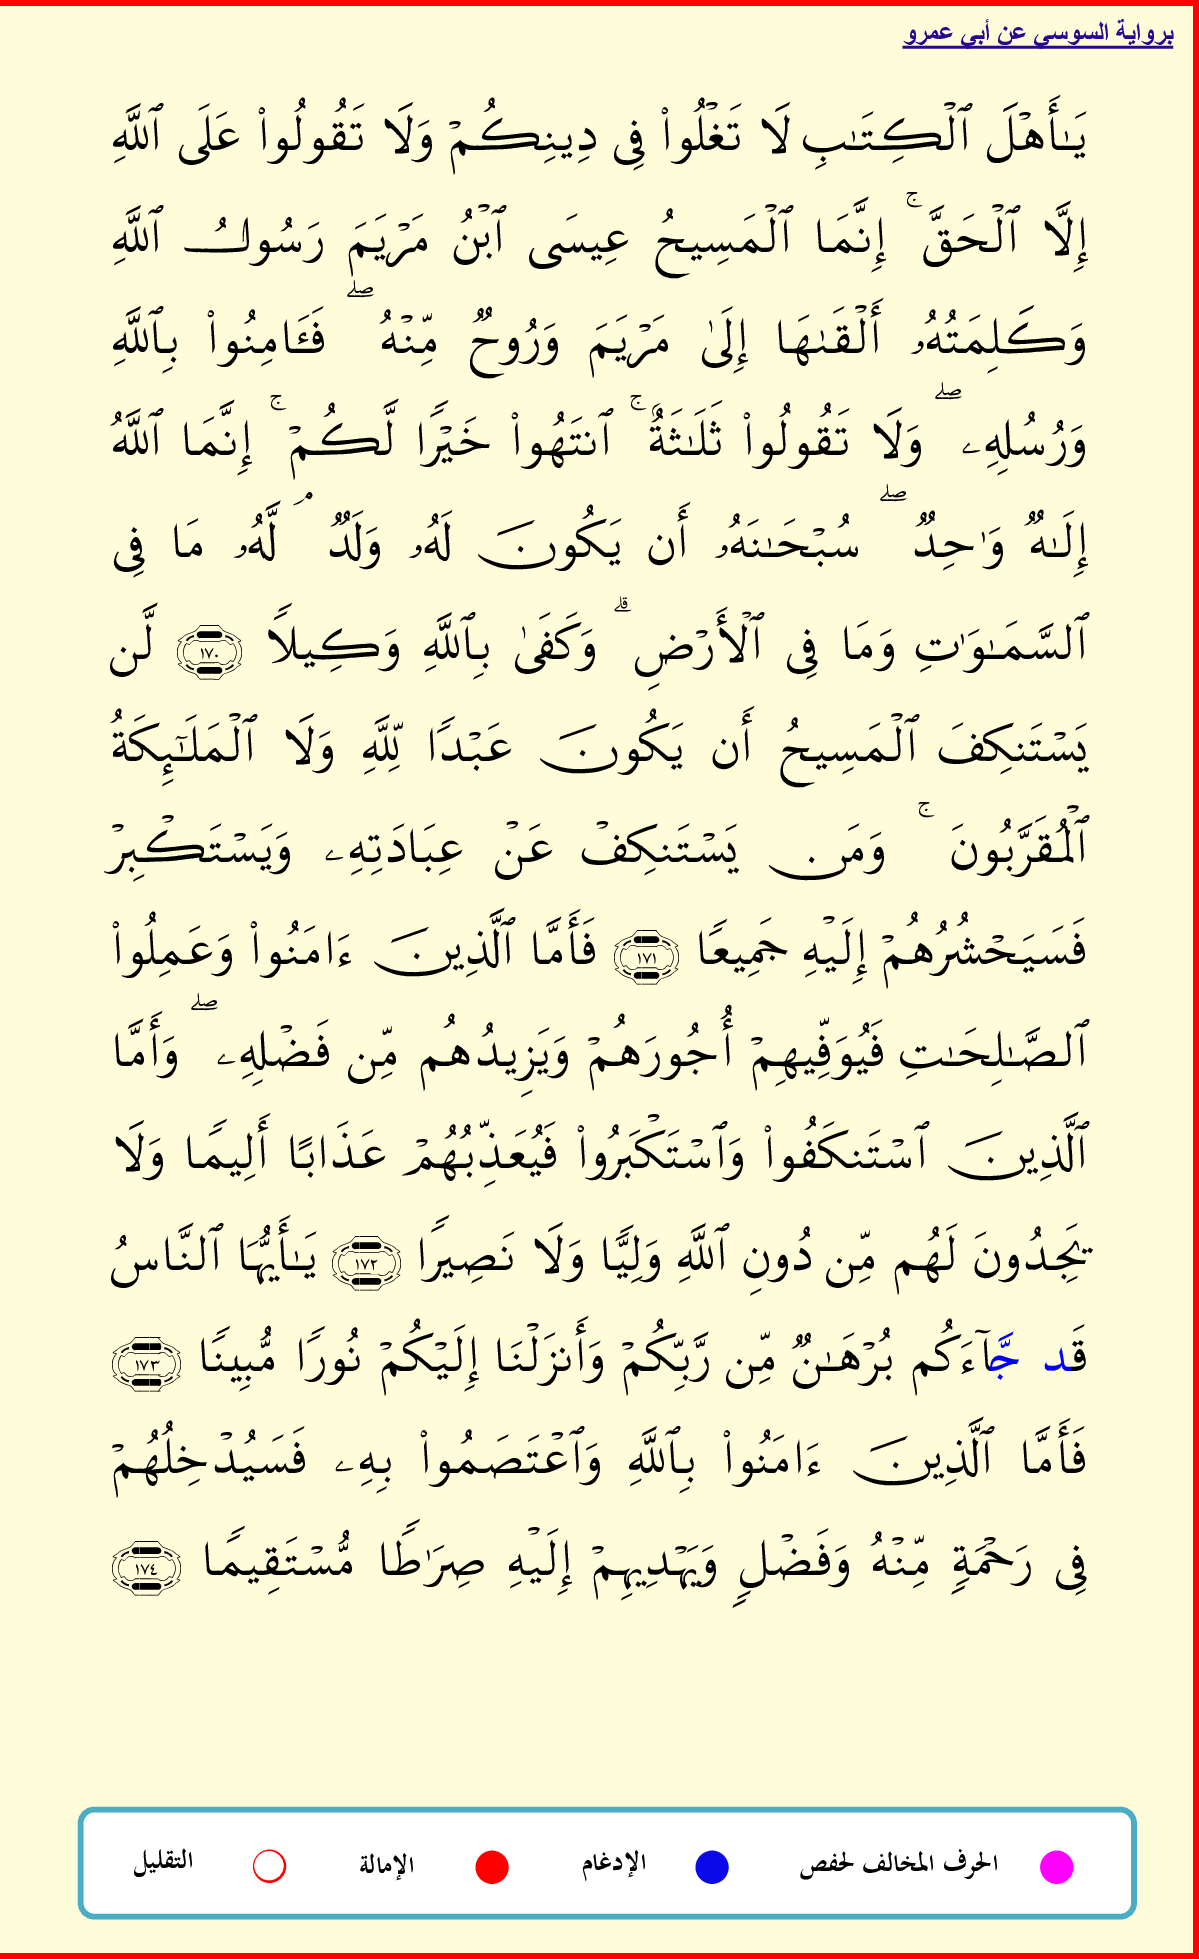 برواية السوسي عن أبي عمرو
يَـٰٓأَهۡلَ ٱلۡكِتَـٰبِ لَا تَغۡلُواْ فِى دِينِكُمۡ وَلَا تَقُولُواْ عَلَى ٱللَّهِ
إِلَّا ٱلۡحَقَّ ۚ إِنَّمَا ٱلۡمَسِيحُ عِيسَى ٱبۡنُ مَرۡيَمَ رَسُولُ ٱللَّهِ
وَكَلِمَتُهُۥ أَلۡقَىٰهَا إِلَىٰ مَرۡيَمَ وَرُوحٌ مِّنۡهُ ۖ فَـَٔامِنُواْ بِٱللَّهِ
وَرُسُلِهِۦ ۖ وَلَا تَقُولُواْ ثَلَـٰثَةٌ ۚ ٱنتَهُواْ خَيۡرًا لَّكُمۡ ۚ إِنَّمَا ٱللَّهُ
إِلَـٰهٌ وَٰحِدٌ ۖ سُبۡحَـٰنَهُۥ أَن يَكُونَ لَهُۥ وَلَدٌ ۘ لَّهُۥ مَا فِى
ٱلسَّمَـٰوَٰتِ وَمَا فِى ٱلۡأَرۡضِ ۗ وَكَفَىٰ بِٱللَّهِ وَكِيلاً ١٧٠ لَّن
يَسۡتَنكِفَ ٱلۡمَسِيحُ أَن يَكُونَ عَبۡدًا لِّلَّهِ وَلَا ٱلۡمَلَـٰٓئِكَةُ
ٱلۡمُقَرَّبُونَ ۚ وَمَن يَسۡتَنكِفۡ عَنۡ عِبَادَتِهِۦ وَيَسۡتَكۡبِرۡ
فَسَيَحۡشُرُهُمۡ إِلَيۡهِ جَمِيعًا ١٧١ فَأَمَّا ٱلَّذِينَ ءَامَنُواْ وَعَمِلُواْ
ٱلصَّـٰلِحَـٰتِ فَيُوَفِّيهِمۡ أُجُورَهُمۡ وَيَزِيدُهُم مِّن فَضۡلِهِۦ ۖ وَأَمَّا
ٱلَّذِينَ ٱسۡتَنكَفُواْ وَٱسۡتَكۡبَرُواْ فَيُعَذِّبُهُمۡ عَذَابًا أَلِيمًا وَلَا
يَجِدُونَ لَهُم مِّن دُونِ ٱللَّهِ وَلِيًّا وَلَا نَصِيرًا ١٧٢ يَـٰٓأَيُّهَا ٱلنَّاسُ
قَد جَّآءَكُم بُرۡهَـٰنٌ مِّن رَّبِّكُمۡ وَأَنزَلۡنَا إِلَيۡكُمۡ نُورًا مُّبِينًا ١٧٣
فَأَمَّا ٱلَّذِينَ ءَامَنُواْ بِٱللَّهِ وَٱعۡتَصَمُواْ بِهِۦ فَسَيُدۡخِلُهُمۡ
فِى رَحۡمَةٍ مِّنۡهُ وَفَضۡلٍ وَيَهۡدِيهِمۡ إِلَيۡهِ صِرَٰطًا مُّسۡتَقِيمًا ١٧٤
الحرف المخالف لحفص الإدغام الإمالة التقليل